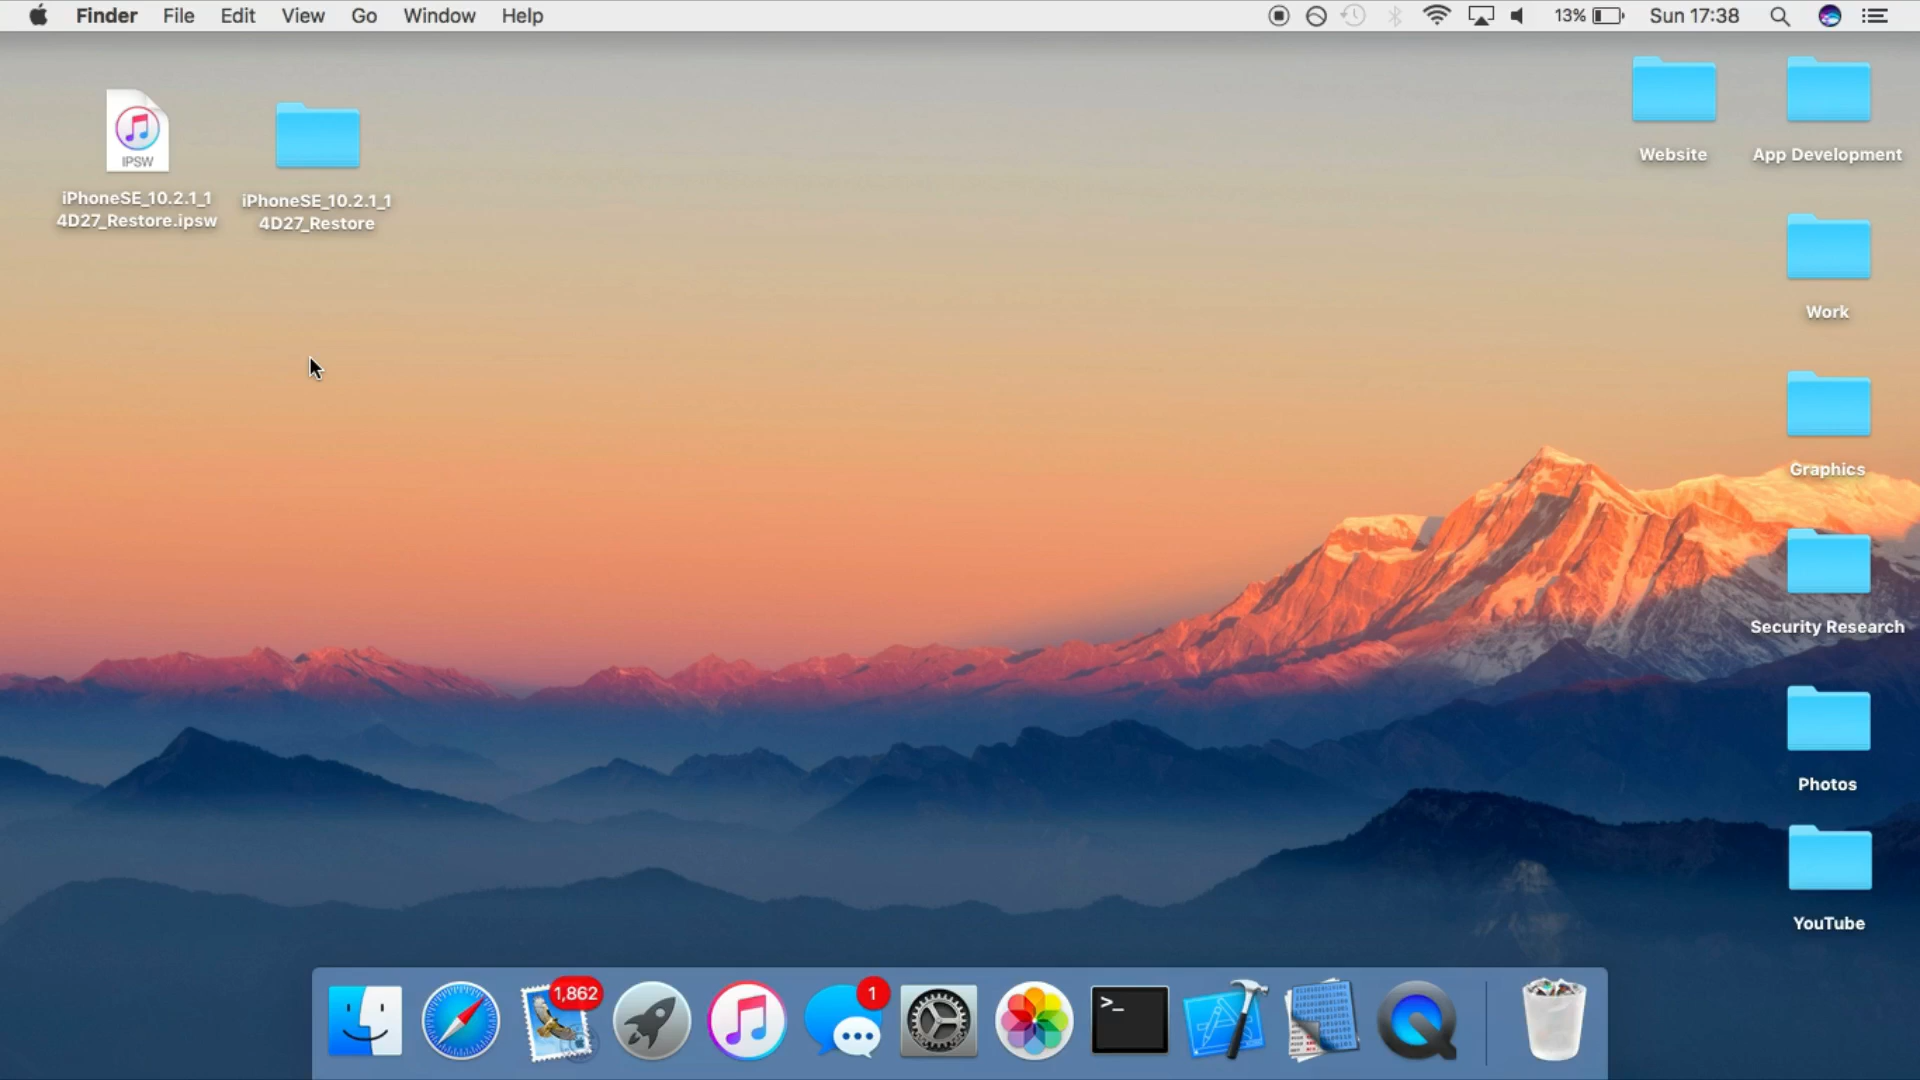 Finder File Edit View Go Window Help 13% Sun 17:38
IPSW
iPhoneSE_10.2.1_1
4D27_Restore.ipsw
iPhoneSE_10.2.1_1
4D27_Restore
Website
App Development
Work
Graphics
Security Research
Photos
YouTube
1,862
1
>_